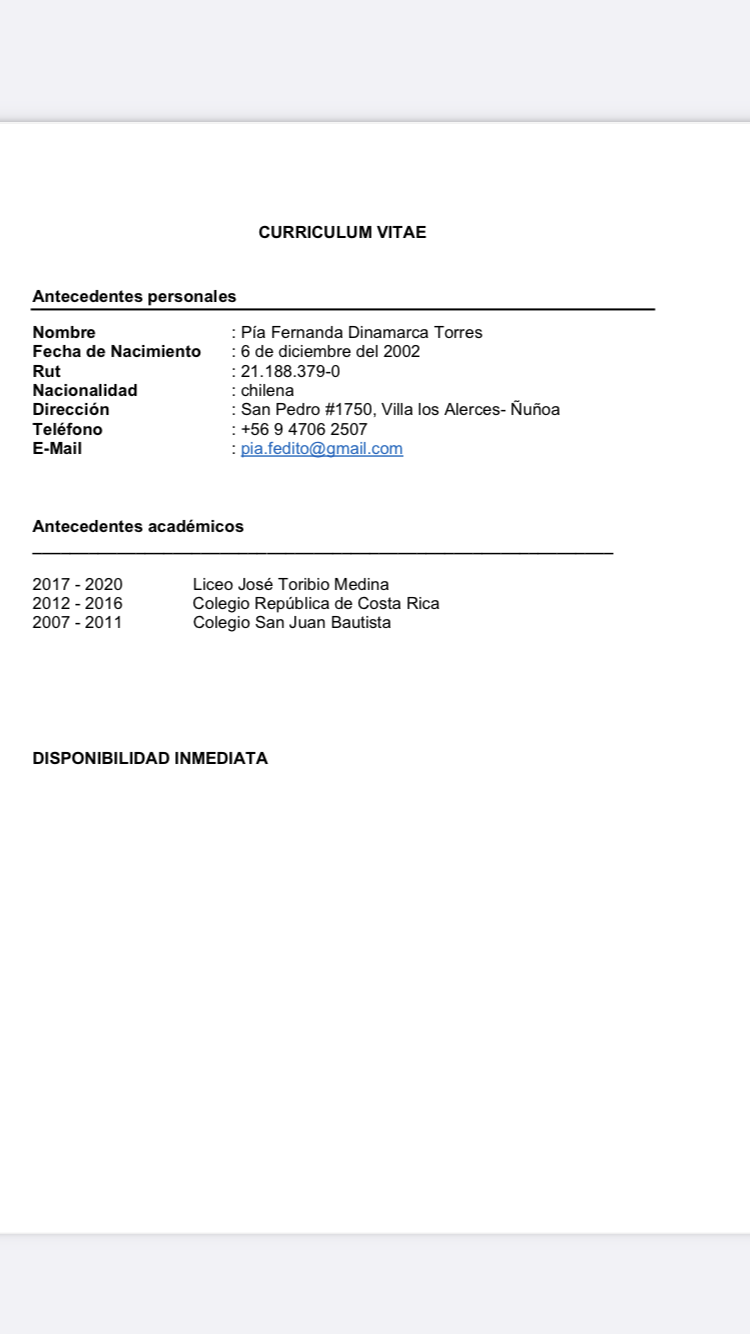 CURRICULUM VITAE
Antecedentes personales
Nombre : Pía Fernanda Dinamarca Torres
Fecha de Nacimiento : 6 de diciembre del 2002
Rut : 21.188.379-0
Nacionalidad : chilena
Dirección : San Pedro #1750, Villa los Alerces- Ñuñoa
Teléfono : +56 9 4706 2507
E-Mail : pia.fedito@gmail.com
Antecedentes académicos
2017 - 2020 Liceo José Toribio Medina
2012 - 2016 Colegio República de Costa Rica
2007 - 2011 Colegio San Juan Bautista
DISPONIBILIDAD INMEDIATA